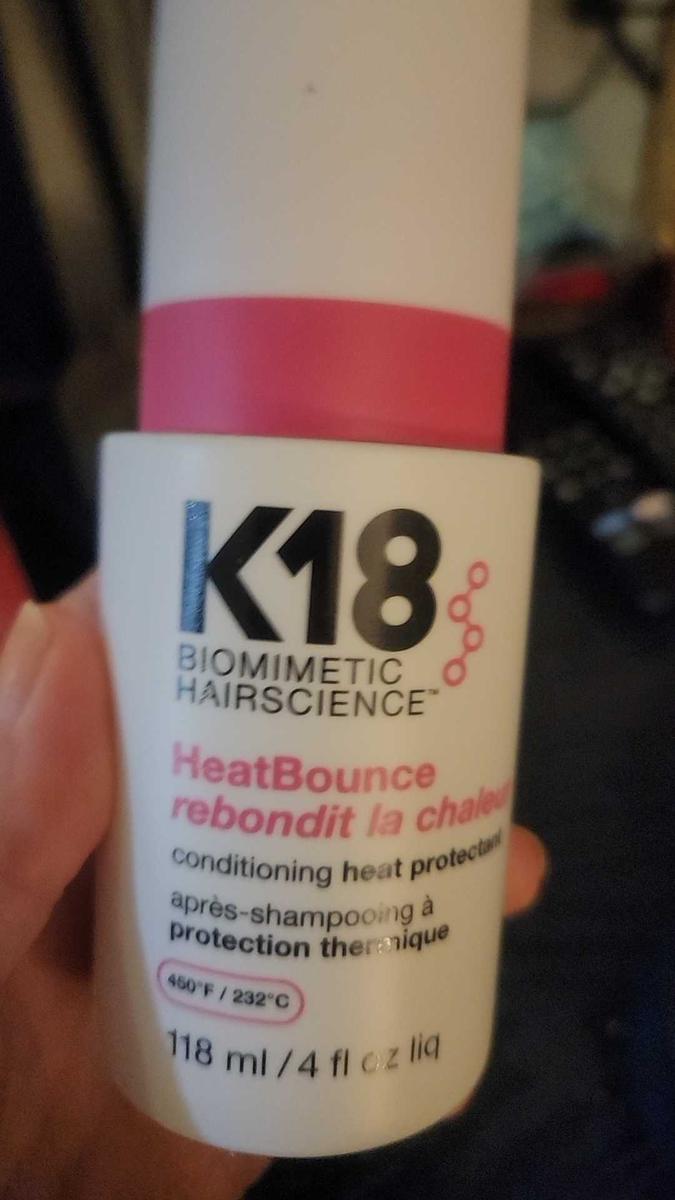 K18
BIOMIMETIC
HAIRSCIENCE™
HeatBounce
rebondit la chaleur
conditioning heat protectant
après-shampooing à
protection thermique
450°F / 232°C
118 ml / 4 fl oz liq